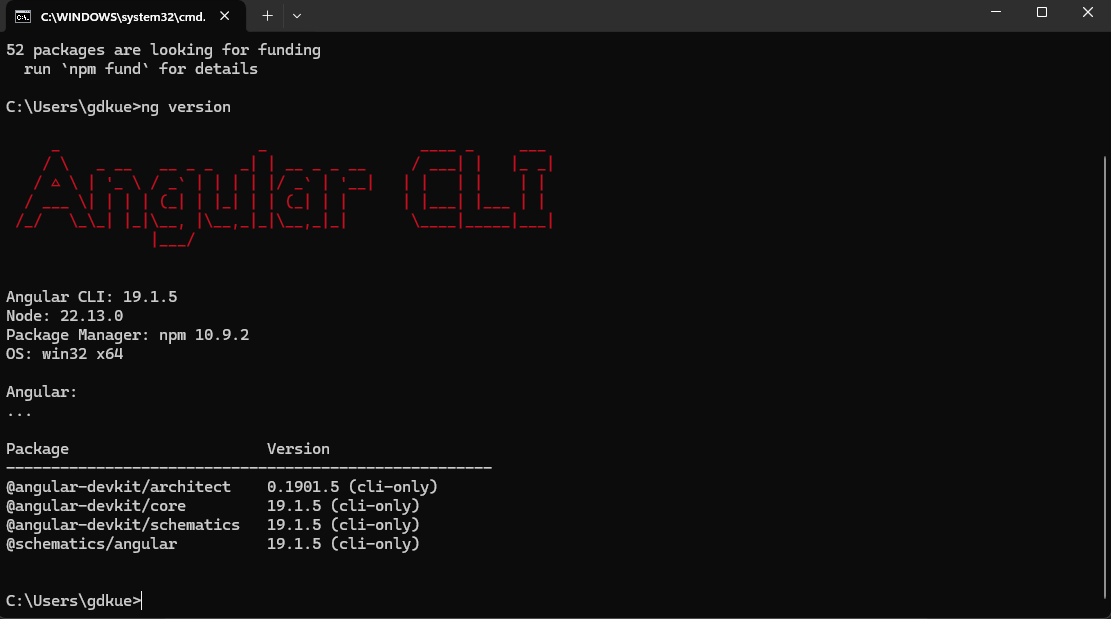 C:\WINDOWS\system32\cmd.
52 packages are looking for funding
  run `npm fund` for details

C:\Users\gdkue>ng version

Angular CLI

Angular CLI: 19.1.5
Node: 22.13.0
Package Manager: npm 10.9.2
OS: win32 x64

Angular:
...

Package                      Version
------------------------------------------------------
@angular-devkit/architect    0.1901.5 (cli-only)
@angular-devkit/core         19.1.5 (cli-only)
@angular-devkit/schematics   19.1.5 (cli-only)
@schematics/angular          19.1.5 (cli-only)

C:\Users\gdkue>